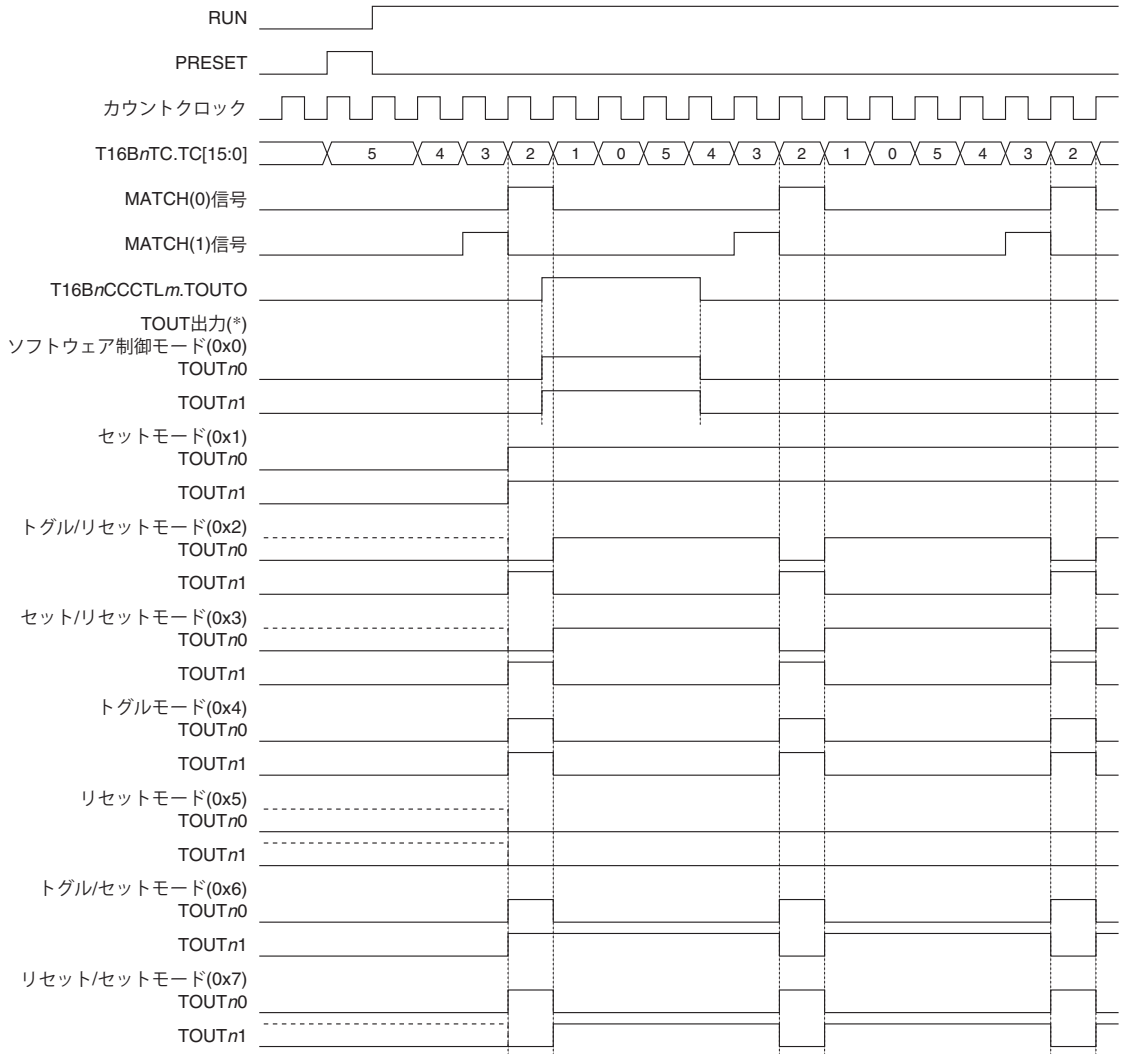 RUN
PRESET
カウントクロック
T16BnTC.TC[15:0] 5 4 3 2 1 0 5 4 3 2 1 0 5 4 3 2
MATCH(0)信号
MATCH(1)信号
T16BnCCCTLm.TOUTO
TOUT出力(*)
ソフトウェア制御モード(0x0)
TOUTn0
TOUTn1
セットモード(0x1)
TOUTn0
TOUTn1
トグル/リセットモード(0x2)
TOUTn0
TOUTn1
セット/リセットモード(0x3)
TOUTn0
TOUTn1
トグルモード(0x4)
TOUTn0
TOUTn1
リセットモード(0x5)
TOUTn0
TOUTn1
トグル/セットモード(0x6)
TOUTn0
TOUTn1
リセット/セットモード(0x7)
TOUTn0
TOUTn1